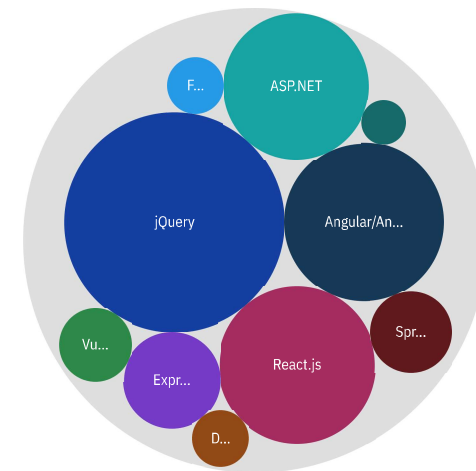 F...
ASP.NET
jQuery
Angular/An...
Vu...
Expr...
React.js
Spr...
D...